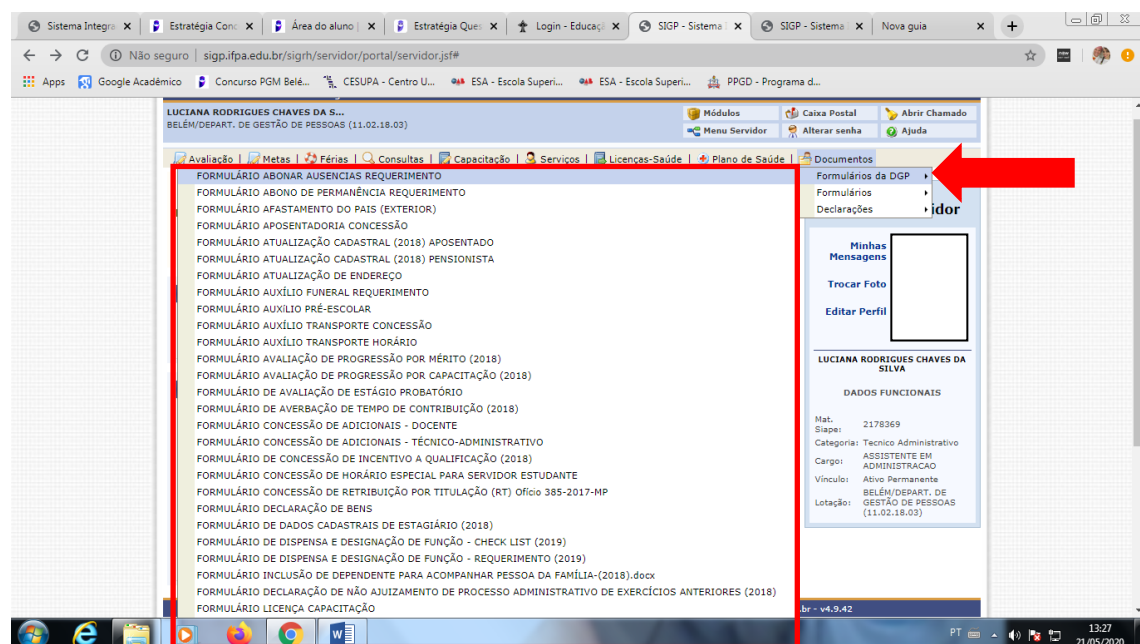 Sistema Integra
Estratégia Conc
Área do aluno |
Estratégia Ques
Login - Educaçã
SIGP - Sistema I
SIGP - Sistema I
Nova guia
Não seguro | sigp.ifpa.edu.br/sigrh/servidor/portal/servidor.jsf#
Apps
Google Acadêmico
Concurso PGM Belé...
CESUPA - Centro U...
ESA - Escola Superi...
ESA - Escola Superi...
PPGD - Programa d...
LUCIANA RODRIGUES CHAVES DA S...
BELÉM/DEPART. DE GESTÃO DE PESSOAS (11.02.18.03)
Módulos
Caixa Postal
Abrir Chamado
Menu Servidor
Alterar senha
Ajuda
Avaliação | Metas | Férias | Consultas | Capacitação | Serviços | Licenças-Saúde | Plano de Saúde | Documentos
FORMULÁRIO ABONAR AUSENCIAS REQUERIMENTO
FORMULÁRIO ABONO DE PERMANÊNCIA REQUERIMENTO
FORMULÁRIO AFASTAMENTO DO PAIS (EXTERIOR)
FORMULÁRIO APOSENTADORIA CONCESSÃO
FORMULÁRIO ATUALIZAÇÃO CADASTRAL (2018) APOSENTADO
FORMULÁRIO ATUALIZAÇÃO CADASTRAL (2018) PENSIONISTA
FORMULÁRIO ATUALIZAÇÃO DE ENDEREÇO
FORMULÁRIO AUXÍLIO FUNERAL REQUERIMENTO
FORMULÁRIO AUXíLIO PRÉ-ESCOLAR
FORMULÁRIO AUXÍLIO TRANSPORTE CONCESSÃO
FORMULÁRIO AUXÍLIO TRANSPORTE HORÁRIO
FORMULÁRIO AVALIAÇÃO DE PROGRESSÃO POR MÉRITO (2018)
FORMULÁRIO AVALIAÇÃO DE PROGRESSÃO POR CAPACITAÇÃO (2018)
FORMULÁRIO DE AVALIAÇÃO DE ESTÁGIO PROBATÓRIO
FORMULÁRIO DE AVERBAÇÃO DE TEMPO DE CONTRIBUIÇÃO (2018)
FORMULÁRIO CONCESSÃO DE ADICIONAIS - DOCENTE
FORMULÁRIO CONCESSÃO DE ADICIONAIS - TÉCNICO-ADMINISTRATIVO
FORMULÁRIO DE CONCESSÃO DE INCENTIVO A QUALIFICAÇÃO (2018)
FORMULÁRIO CONCESSÃO DE HORÁRIO ESPECIAL PARA SERVIDOR ESTUDANTE
FORMULÁRIO CONCESSÃO DE RETRIBUIÇÃO POR TITULAÇÃO (RT) Ofício 385-2017-MP
FORMULÁRIO DECLARAÇÃO DE BENS
FORMULÁRIO DE DADOS CADASTRAIS DE ESTAGIÁRIO (2018)
FORMULÁRIO DE DISPENSA E DESIGNAÇÃO DE FUNÇÃO - CHECK LIST (2019)
FORMULÁRIO DE DISPENSA E DESIGNAÇÃO DE FUNÇÃO - REQUERIMENTO (2019)
FORMULÁRIO INCLUSÃO DE DEPENDENTE PARA ACOMPANHAR PESSOA DA FAMÍLIA-(2018).docx
FORMULÁRIO DECLARAÇÃO DE NÃO AJUIZAMENTO DE PROCESSO ADMINISTRATIVO DE EXERCÍCIOS ANTERIORES (2018)
FORMULÁRIO LICENÇA CAPACITAÇÃO
Formulários da DGP
Formulários
Declarações
idor
Minhas
Mensagens
Trocar Foto
Editar Perfil
LUCIANA RODRIGUES CHAVES DA
SILVA
DADOS FUNCIONAIS
Mat.
Siape: 2178369
Categoria: Tecnico Administrativo
Cargo: ASSISTENTE EM
ADMINISTRACAO
Vínculo: Ativo Permanente
Lotação: BELÉM/DEPART. DE
GESTÃO DE PESSOAS
(11.02.18.03)
.br - v4.9.42
PT
13:27
21/05/2020